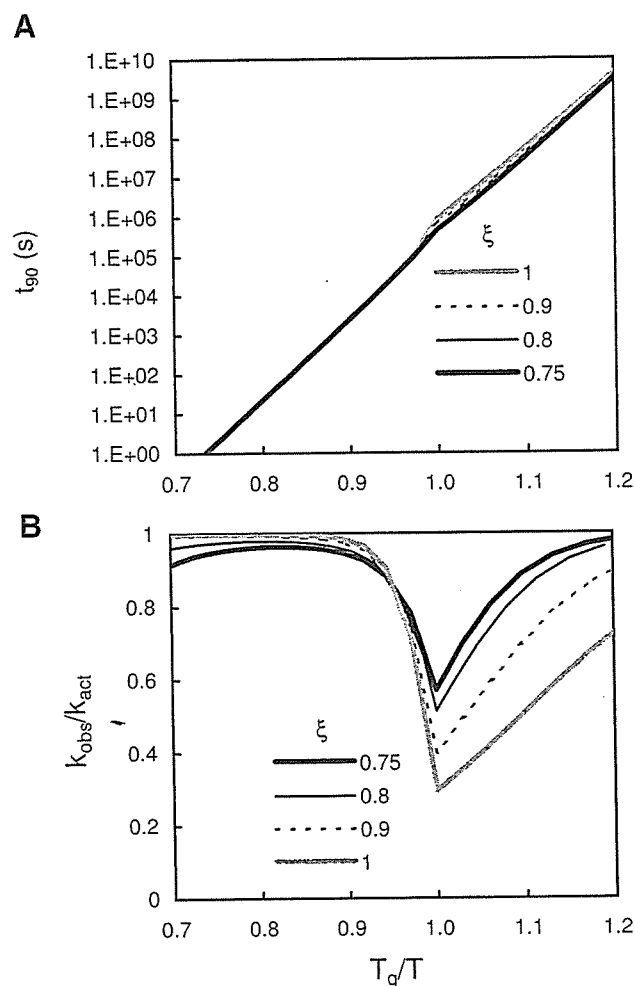 A
1.E+10
1.E+09
1.E+08
1.E+07
1.E+06
1.E+05
1.E+04
1.E+03
1.E+02
1.E+01
1.E+00
t90 (s)
ξ
1
0.9
0.8
0.75
0.7 0.8 0.9 1.0 1.1 1.2
B
1
0.8
0.6
0.4
0.2
0
kobs/kact
ξ
0.75
0.8
0.9
1
0.7 0.8 0.9 1.0 1.1 1.2
Tg/T